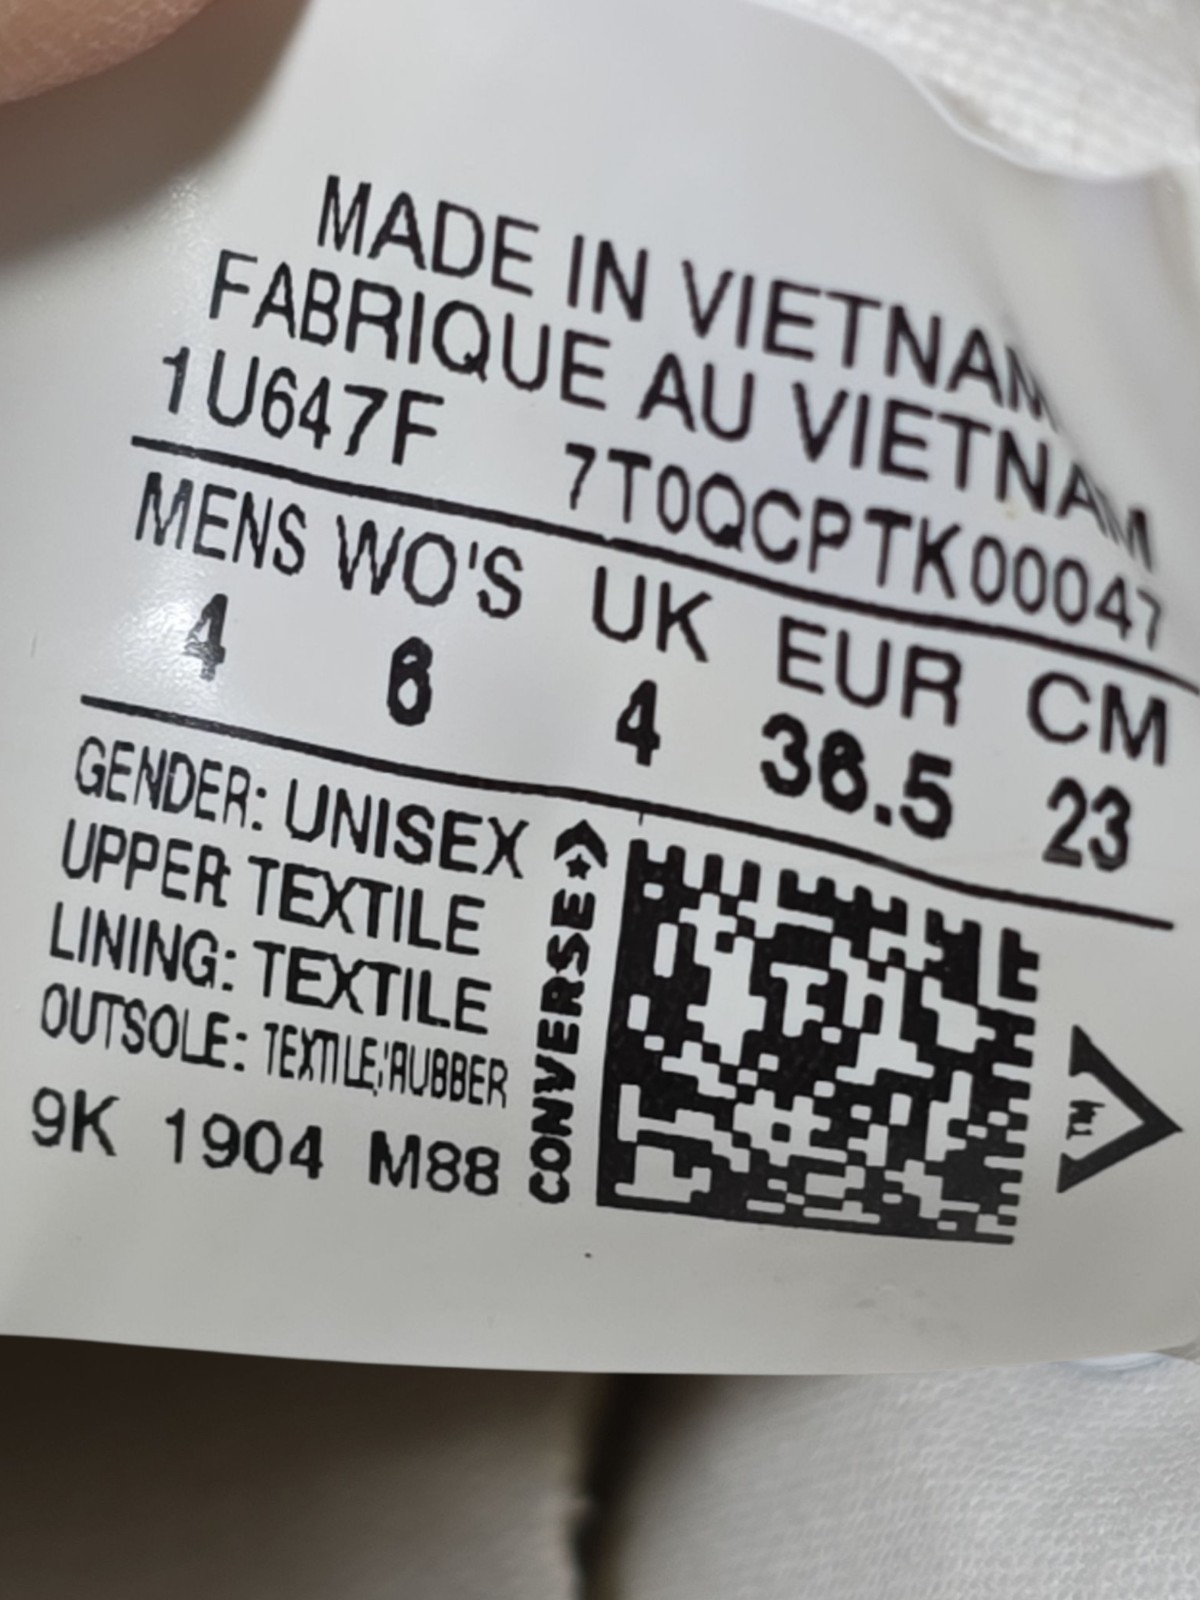 MADE IN VIETNAM
FABRIQUE AU VIETNAM
1U647F 7T0QCPTK00047
MENS WO'S UK EUR CM
4 6 4 36.5 23
GENDER: UNISEX
UPPER: TEXTILE
LINING: TEXTILE
OUTSOLE: TEXTILE;RUBBER
9K 1904 M88
CONVERSE